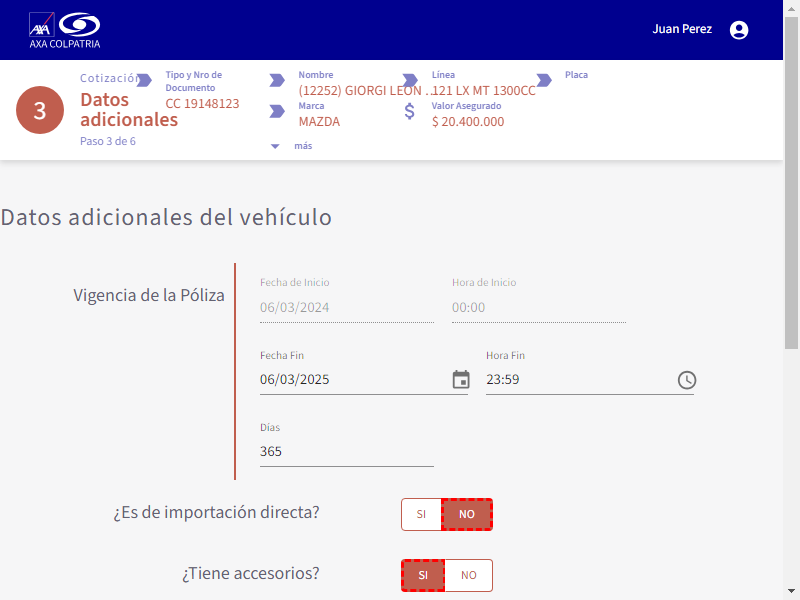 AXA
AXA COLPATRIA
Juan Perez
3
Cotización
Datos
adicionales
Paso 3 de 6
Tipo y Nro de
Documento
CC 19148123
Nombre
(12252) GIORGI LEON ...
Marca
MAZDA
más
Línea
121 LX MT 1300CC
Valor Asegurado
$ 20.400.000
Placa
Datos adicionales del vehículo
Vigencia de la Póliza
Fecha de Inicio
06/03/2024
Hora de Inicio
00:00
Fecha Fin
06/03/2025
Hora Fin
23:59
Días
365
¿Es de importación directa?
SI NO
¿Tiene accesorios?
SI NO